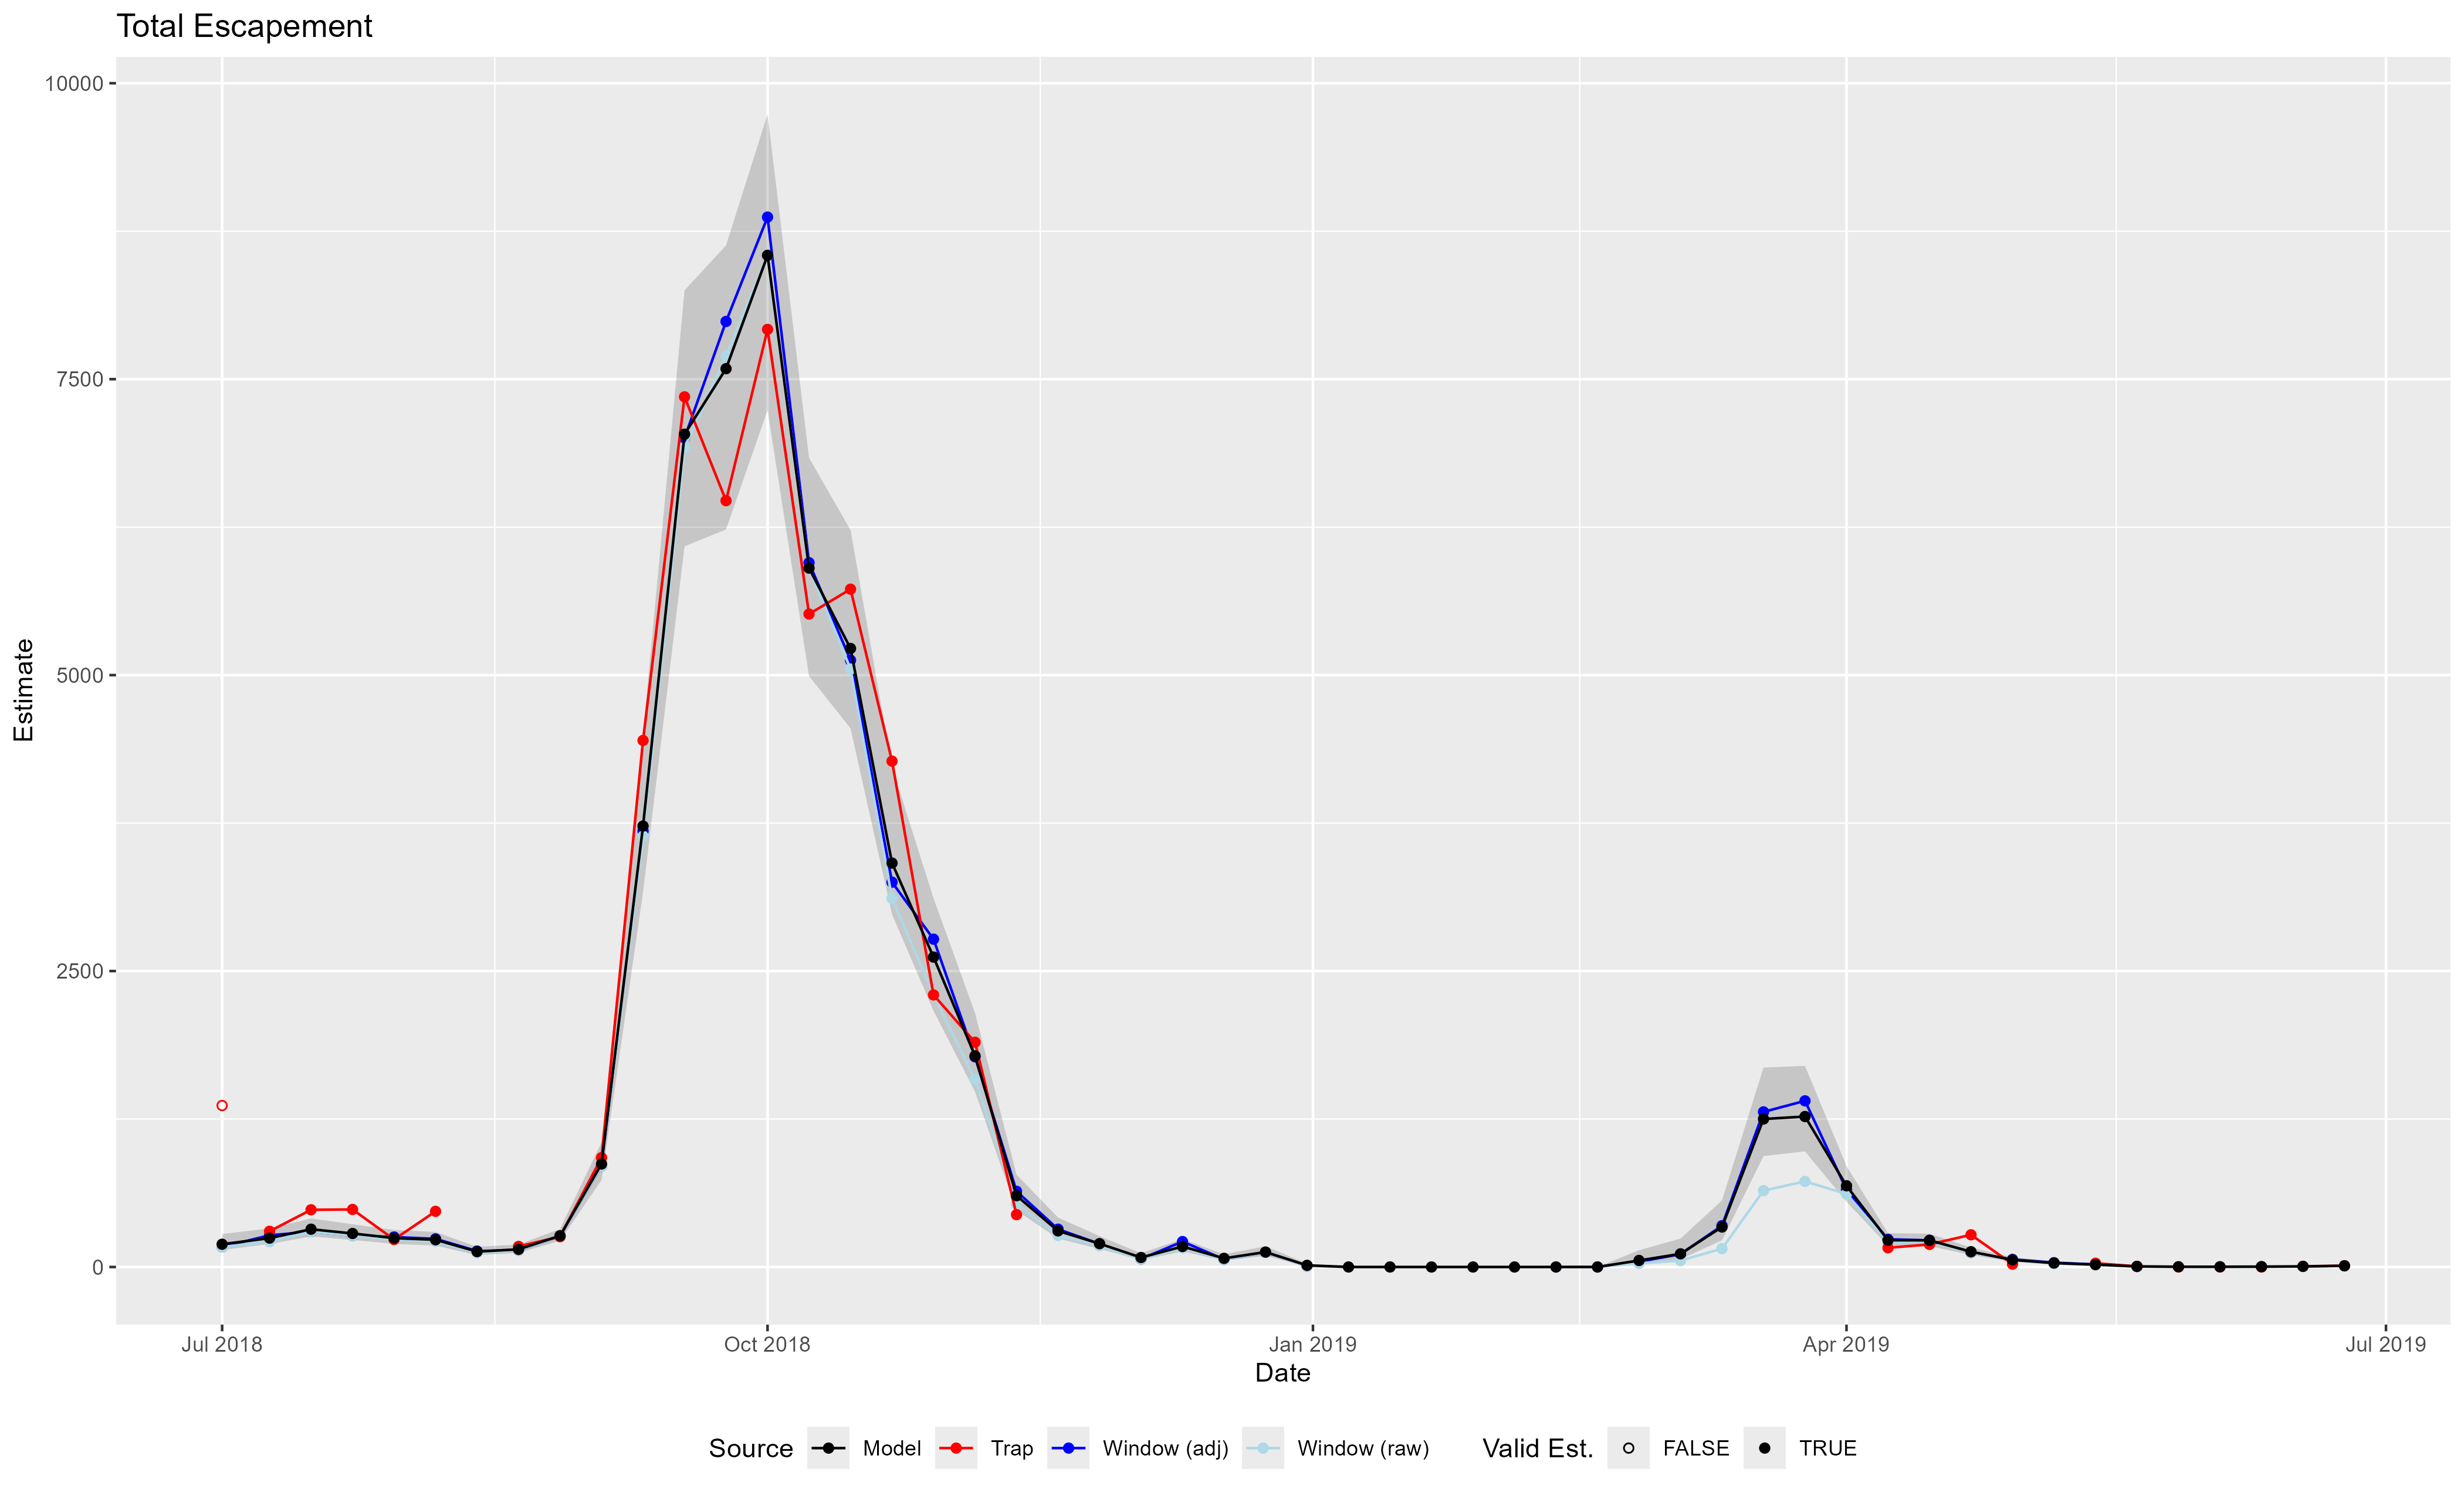 Total Escapement
10000
7500
5000
2500
0
Estimate
Jul 2018 Oct 2018 Jan 2019 Apr 2019 Jul 2019
Date
Source Model Trap Window (adj) Window (raw) Valid Est. FALSE TRUE